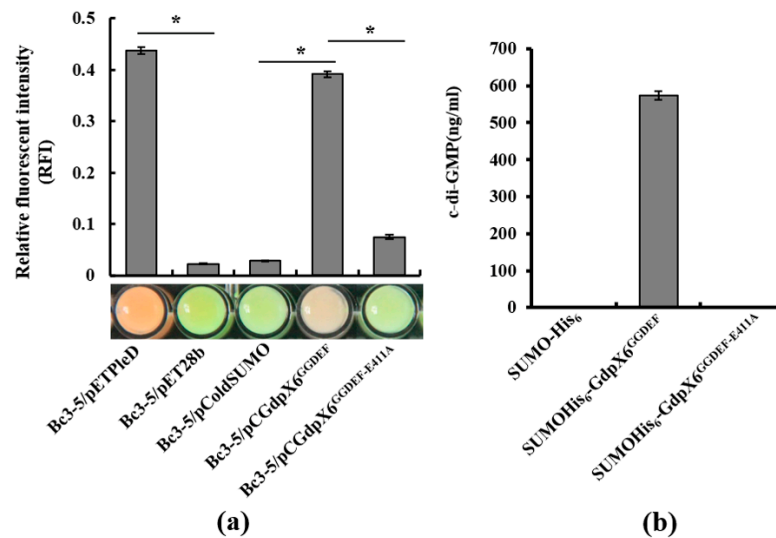 Relative fluorescent intensity
(RFI)
0.5
0.4
0.3
0.2
0.1
0
*
*
*
Bc3-5/pETPleD
Bc3-5/pET28b
Bc3-5/pColdSUMO
Bc3-5/pCGdpX6GGDEF
Bc3-5/pCGdpX6GGDEF-E411A
(a)
c-di-GMP(ng/ml)
700
600
500
400
300
200
100
0
SUMO-His6
SUMOHis6-GdpX6GGDEF
SUMOHis6-GdpX6GGDEF-E411A
(b)